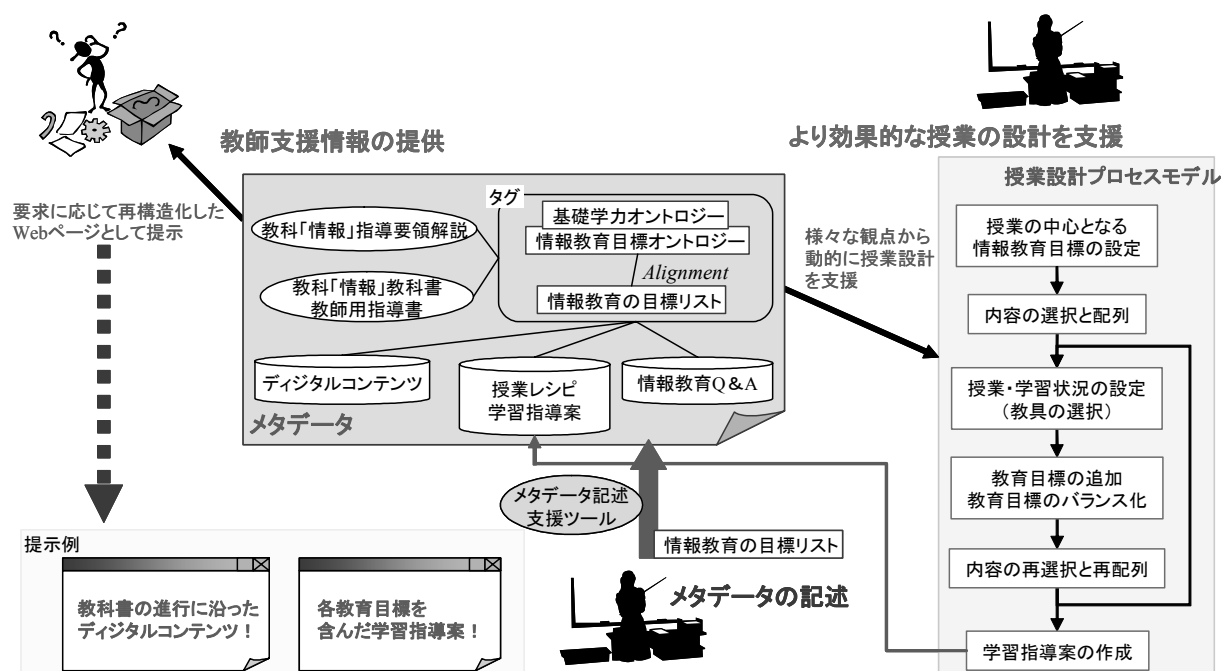 教師支援情報の提供
より効果的な授業の設計を支援
要求に応じて再構造化した
Webページとして提示
タグ
基礎学力オントロジー
情報教育目標オントロジー
Alignment
情報教育の目標リスト
教科「情報」指導要領解説
教科「情報」教科書
教師用指導書
ディジタルコンテンツ
授業レシピ
学習指導案
情報教育Q&A
メタデータ
様々な観点から
動的に授業設計
を支援
授業設計プロセスモデル
授業の中心となる
情報教育目標の設定
内容の選択と配列
授業・学習状況の設定
(教具の選択)
教育目標の追加
教育目標のバランス化
内容の再選択と再配列
学習指導案の作成
メタデータ記述
支援ツール
情報教育の目標リスト
メタデータの記述
提示例
教科書の進行に沿った
ディジタルコンテンツ!
各教育目標を
含んだ学習指導案!